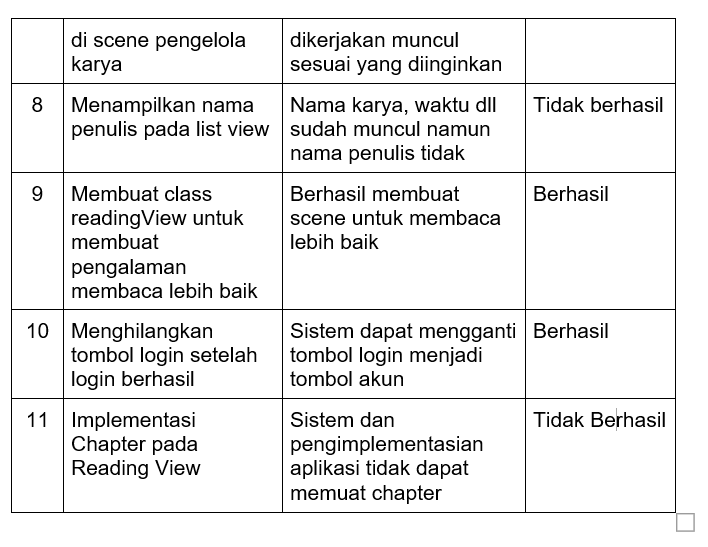 di scene pengelola
karya
dikerjakan muncul
sesuai yang diinginkan
8
Menampilkan nama
penulis pada list view
Nama karya, waktu dll
sudah muncul namun
nama penulis tidak
Tidak berhasil
9
Membuat class
readingView untuk
membuat
pengalaman
membaca lebih baik
Berhasil membuat
scene untuk membaca
lebih baik
Berhasil
10
Menghilangkan
tombol login setelah
login berhasil
Sistem dapat mengganti
tombol login menjadi
tombol akun
Berhasil
11
Implementasi
Chapter pada
Reading View
Sistem dan
pengimplementasian
aplikasi tidak dapat
memuat chapter
Tidak Berhasil